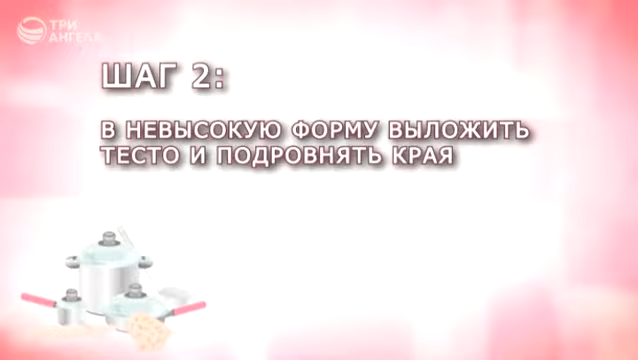 ТРИ
АНГЕЛА
ШАГ 2:
В НЕВЫСОКУЮ ФОРМУ ВЫЛОЖИТЬ
ТЕСТО И ПОДРОВНЯТЬ КРАЯ